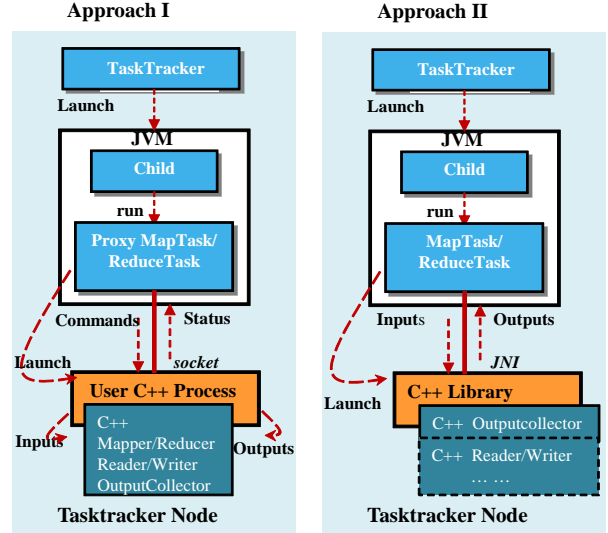 Approach I
TaskTracker
Launch
JVM
Child
run
Proxy MapTask/
ReduceTask
Commands
Status
socket
Launch
User C++ Process
Inputs
Outputs
C++
Mapper/Reducer
Reader/Writer
OutputCollector
Tasktracker Node
Approach II
TaskTracker
Launch
JVM
Child
run
MapTask/
ReduceTask
Inputs
Outputs
JNI
Launch
C++ Library
C++ Outputcollector
C++ Reader/Writer
... ...
Tasktracker Node